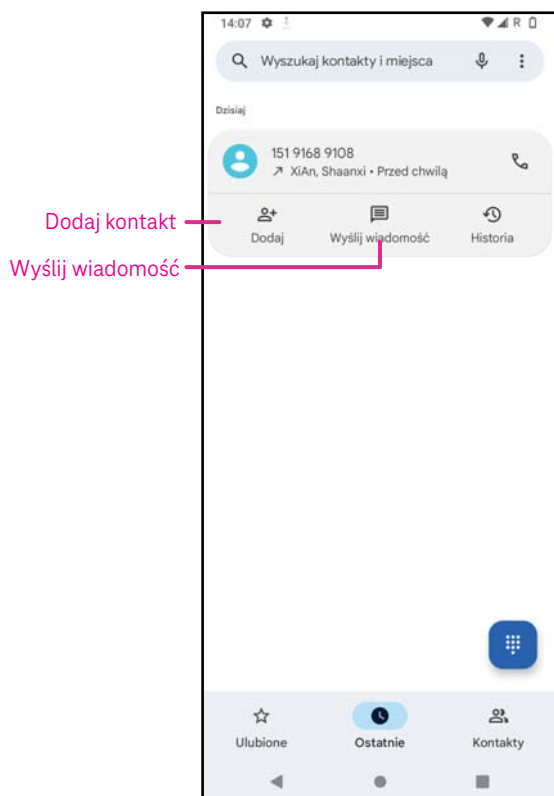 14:07
R
Wyszukaj kontakty i miejsca
Dzisiaj
151 9168 9108
XiAn, Shaanxi • Przed chwilą
Dodaj kontakt
Dodaj
Wyślij wiadomość
Historia
Wyślij wiadomość
Ulubione
Ostatnie
Kontakty